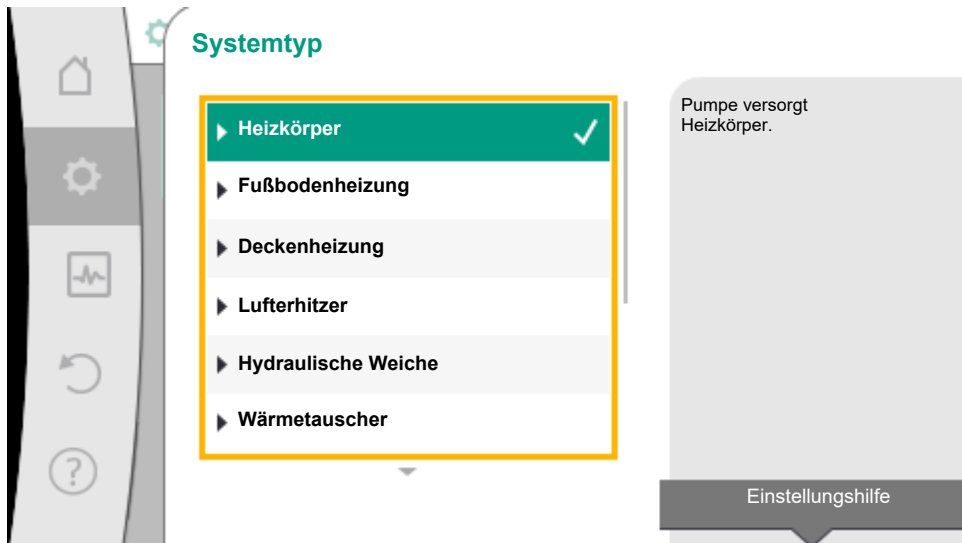 Systemtyp
Heizkörper
Fußbodenheizung
Deckenheizung
Lufterhitzer
Hydraulische Weiche
Wärmetauscher
Pumpe versorgt
Heizkörper.
Einstellungshilfe
?